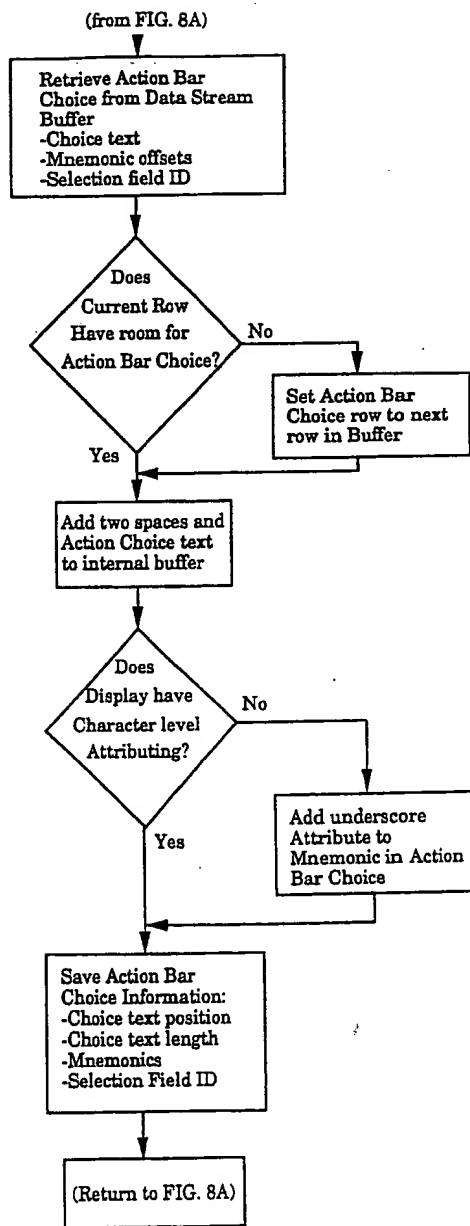 (from FIG. 8A)
Retrieve Action Bar
Choice from Data Stream
Buffer
-Choice text
-Mnemonic offsets
-Selection field ID
Does
Current Row
Have room for
Action Bar Choice?
No
Set Action Bar
Choice row to next
row in Buffer
Yes
Add two spaces and
Action Choice text
to internal buffer
Does
Display have
Character level
Attributing?
No
Add underscore
Attribute to
Mnemonic in Action
Bar Choice
Yes
Save Action Bar
Choice Information:
-Choice text position
-Choice text length
-Mnemonics
-Selection Field ID
(Return to FIG. 8A)